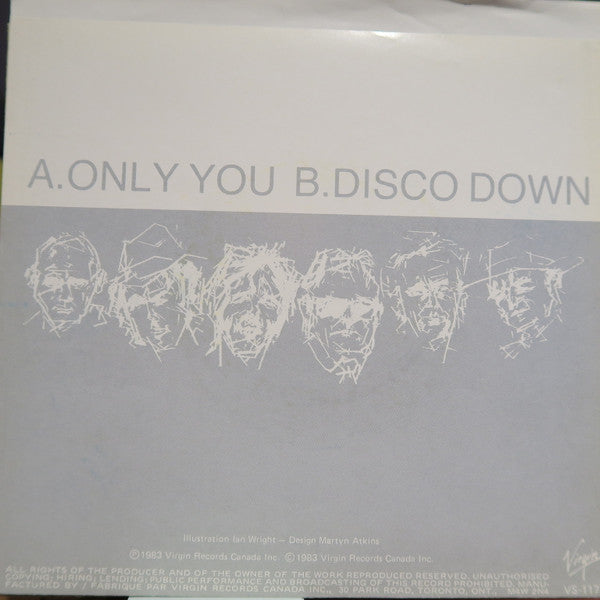 A.ONLY YOU B.DISCO DOWN
Illustration Ian Wright – Design Martyn Atkins
Ⓟ1983 Virgin Records Canada Inc. ©1983 Virgin Records Canada Inc.
Virgin
ALL RIGHTS OF THE PRODUCER AND OF THE OWNER OF THE WORK REPRODUCED RESERVED. UNAUTHORISED
COPYING; HIRING; LENDING; PUBLIC PERFORMANCE AND BROADCASTING OF THIS RECORD PROHIBITED. MANU-
FACTURED BY / FABRIQUE PAR VIRGIN RECORDS CANADA INC., 30 PARK ROAD, TORONTO, ONT.